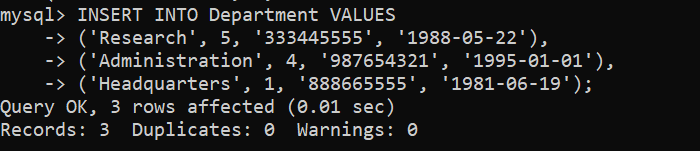 mysql> INSERT INTO Department VALUES
    -> ('Research', 5, '333445555', '1988-05-22'),
    -> ('Administration', 4, '987654321', '1995-01-01'),
    -> ('Headquarters', 1, '888665555', '1981-06-19');
Query OK, 3 rows affected (0.01 sec)
Records: 3  Duplicates: 0  Warnings: 0